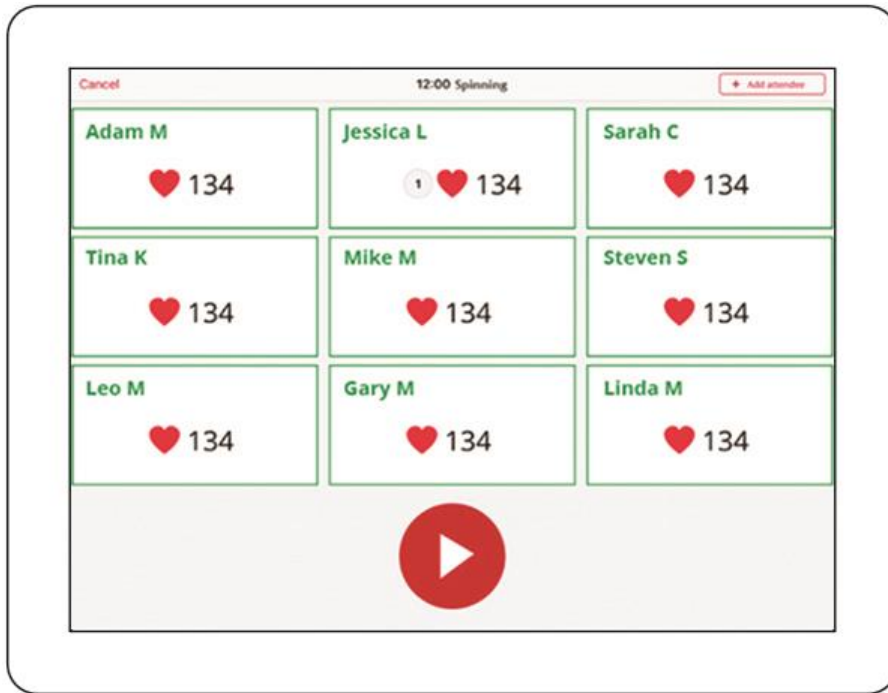 Cancel
12:00 Spinning
+ Add attendee
Adam M
134
Jessica L
1 134
Sarah C
134
Tina K
134
Mike M
134
Steven S
134
Leo M
134
Gary M
134
Linda M
134